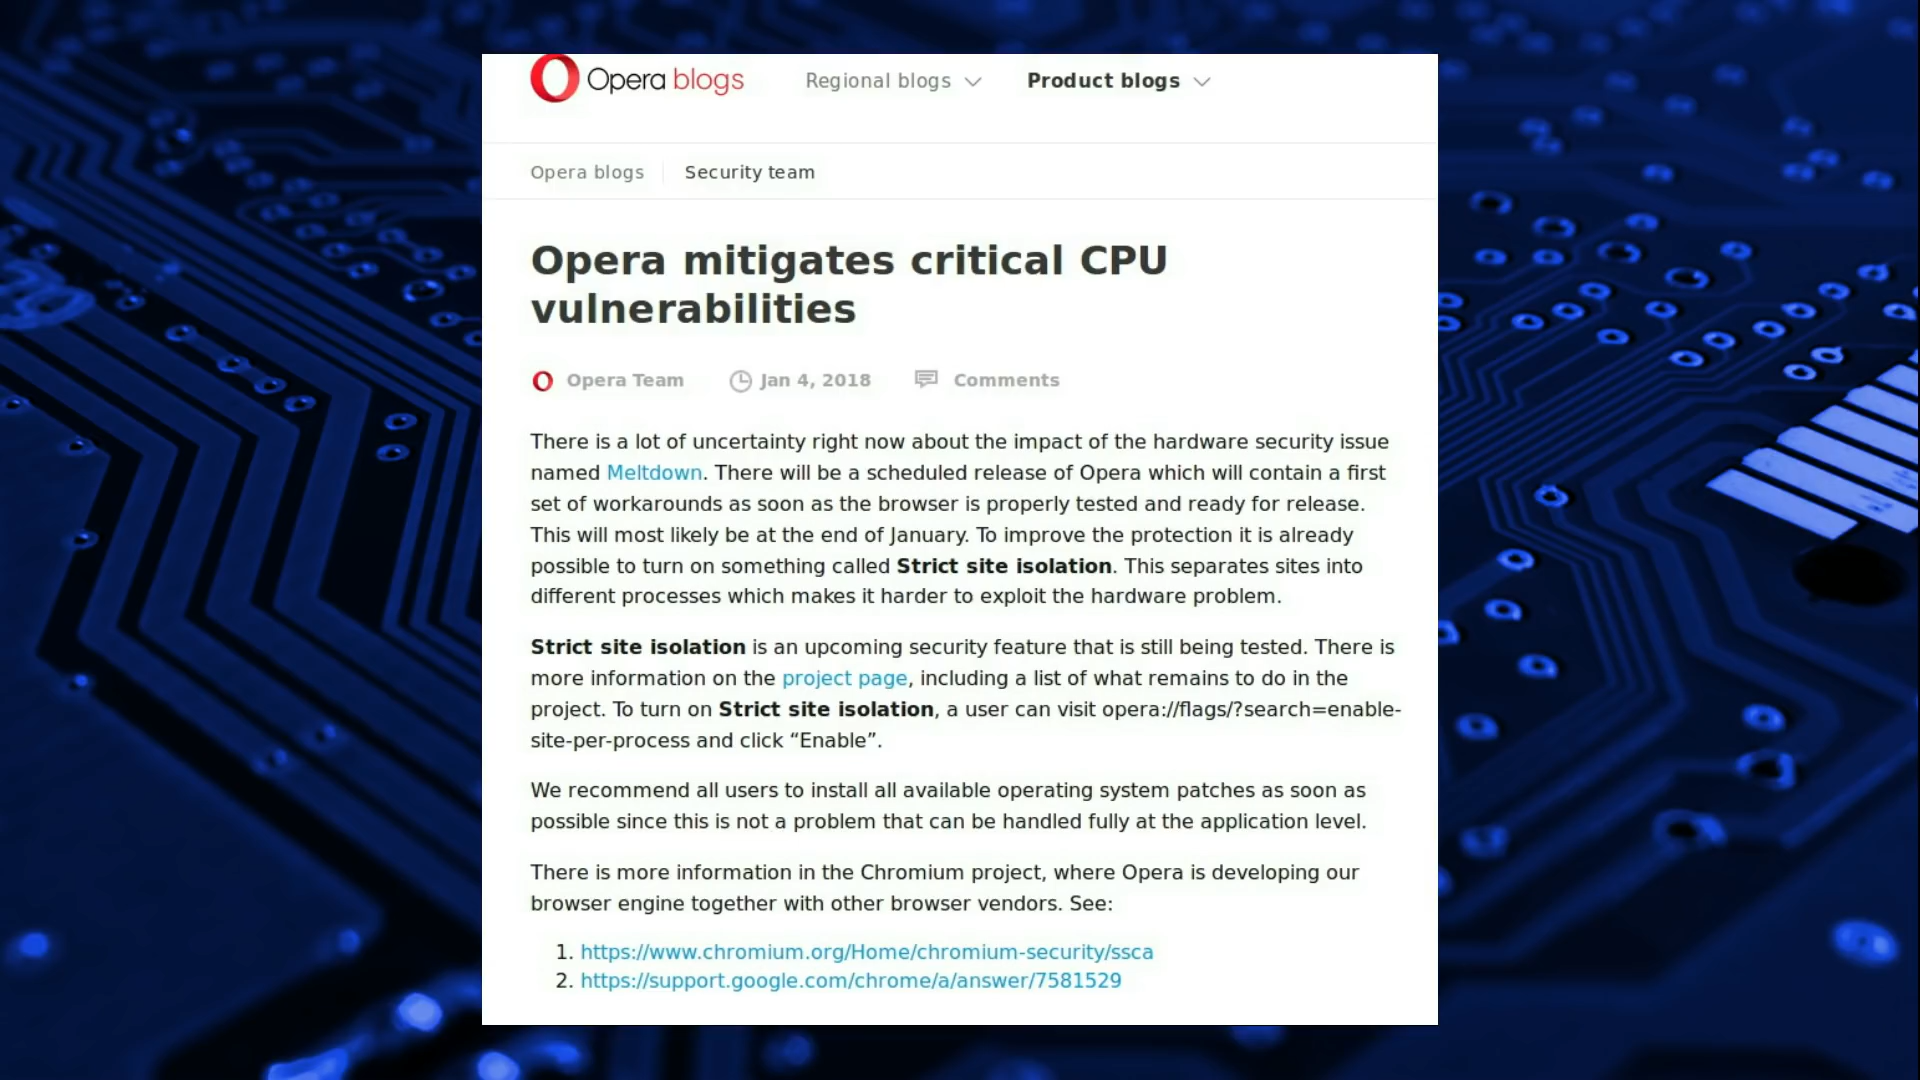 Opera blogs Regional blogs Product blogs
Opera blogs Security team
Opera mitigates critical CPU
vulnerabilities
Opera Team Jan 4, 2018 Comments
There is a lot of uncertainty right now about the impact of the hardware security issue
named Meltdown. There will be a scheduled release of Opera which will contain a first
set of workarounds as soon as the browser is properly tested and ready for release.
This will most likely be at the end of January. To improve the protection it is already
possible to turn on something called Strict site isolation. This separates sites into
different processes which makes it harder to exploit the hardware problem.
Strict site isolation is an upcoming security feature that is still being tested. There is
more information on the project page, including a list of what remains to do in the
project. To turn on Strict site isolation, a user can visit opera://flags/?search=enable-
site-per-process and click “Enable”.
We recommend all users to install all available operating system patches as soon as
possible since this is not a problem that can be handled fully at the application level.
There is more information in the Chromium project, where Opera is developing our
browser engine together with other browser vendors. See:
1. https://www.chromium.org/Home/chromium-security/ssca
2. https://support.google.com/chrome/a/answer/7581529